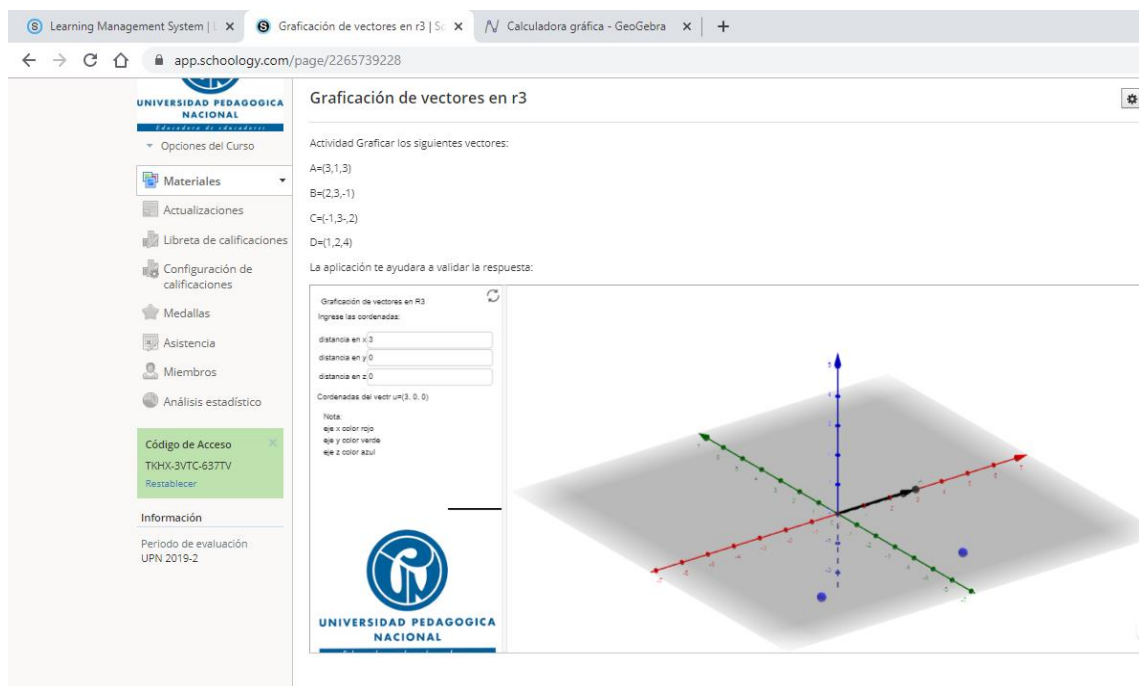 Learning Management System | L
Graficación de vectores en r3 | Sc
Calculadora gráfica - GeoGebra
app.schoology.com/page/2265739228
UNIVERSIDAD PEDAGOGICA
NACIONAL
Educadora de educadores
Opciones del Curso
Materiales
Actualizaciones
Libreta de calificaciones
Configuración de
calificaciones
Medallas
Asistencia
Miembros
Análisis estadístico
Código de Acceso
TKHX-3VTC-637TV
Restablecer
Información
Periodo de evaluación
UPN 2019-2
Graficación de vectores en r3
Actividad Graficar los siguientes vectores:
A=(3,1,3)
B=(2,3,-1)
C=(-1,3-,2)
D=(1,2,4)
La aplicación te ayudara a validar la respuesta:
Graficación de vectores en R3
Ingrese las cordenadas:
distancia en x 3
distancia en y 0
distancia en z 0
Cordenadas del vectr u=(3, 0, 0)
Nota:
eje x color rojo
eje y color verde
eje z color azul
UNIVERSIDAD PEDAGOGICA
NACIONAL